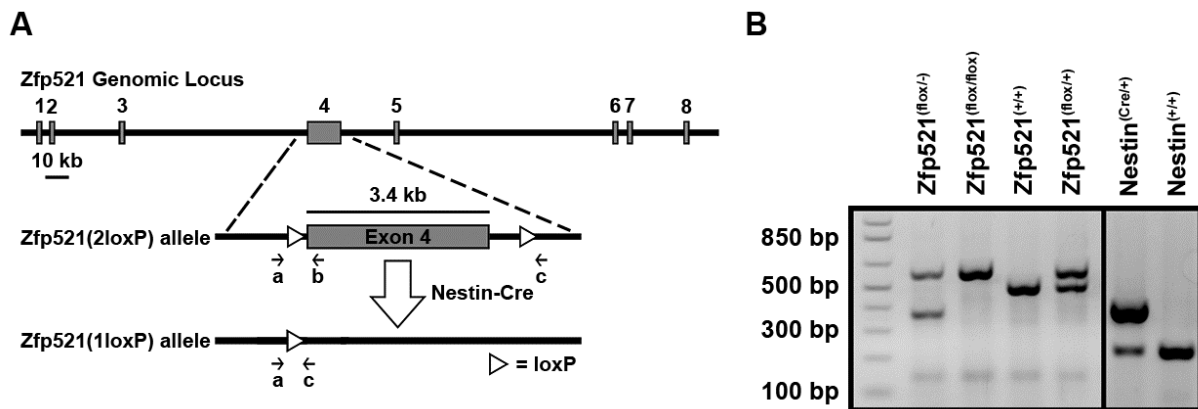 A
Zfp521 Genomic Locus
1 2 3 4 5 6 7 8
10 kb
3.4 kb
Zfp521(2loxP) allele
Exon 4
a b c
Nestin-Cre
Zfp521(1loxP) allele
a c
= loxP
B
Zfp521(flox/-)
Zfp521(flox/flox)
Zfp521(+/+)
Zfp521(flox/+)
Nestin(Cre/+)
Nestin(+/+)
850 bp
500 bp
300 bp
100 bp